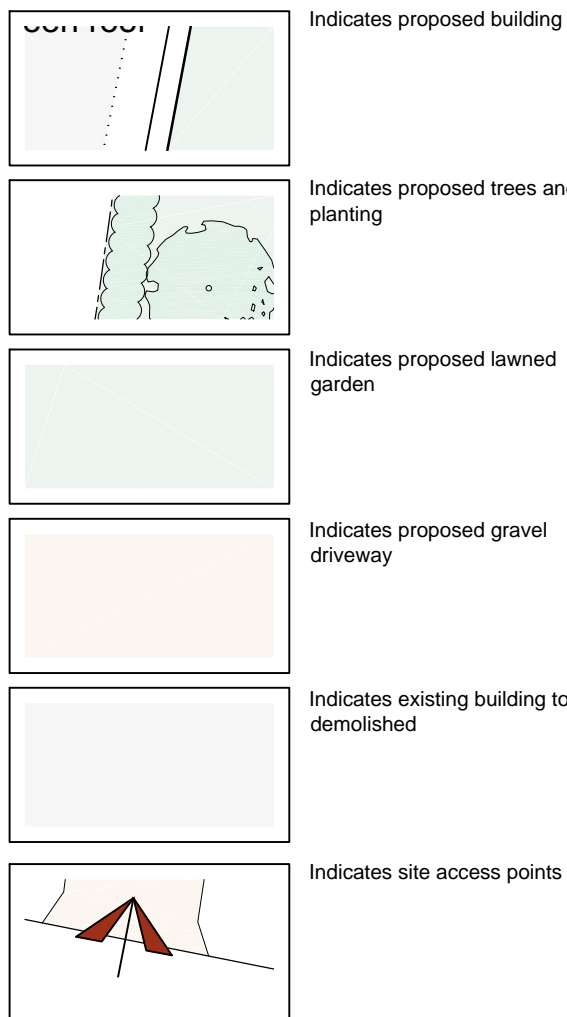 Indicates proposed building
Indicates proposed trees and
planting
Indicates proposed lawned
garden
Indicates proposed gravel
driveway
Indicates existing building to
demolished
Indicates site access points